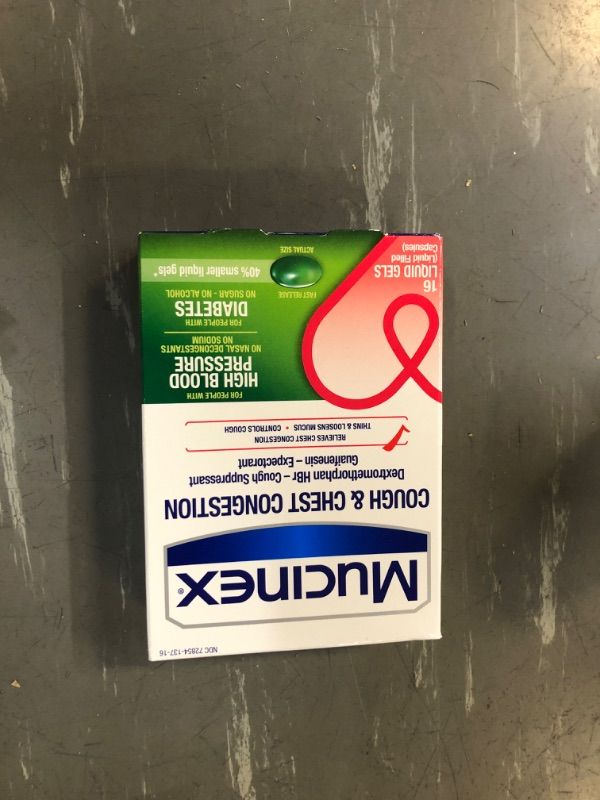 NDC 72854-137-16
Mucinex®
COUGH & CHEST CONGESTION
Dextromethorphan HBr – Cough Suppressant
Guaifenesin – Expectorant
RELIEVES CHEST CONGESTION
THINS & LOOSENS MUCUS • CONTROLS COUGH
FOR PEOPLE WITH
HIGH BLOOD
PRESSURE
NO NASAL DECONGESTANTS
NO SODIUM
FOR PEOPLE WITH
DIABETES
NO SUGAR - NO ALCOHOL
40% smaller liquid gels*
16
LIQUID GELS
(Liquid Filled
Capsules)
FAST RELEASE
ACTUAL SIZE